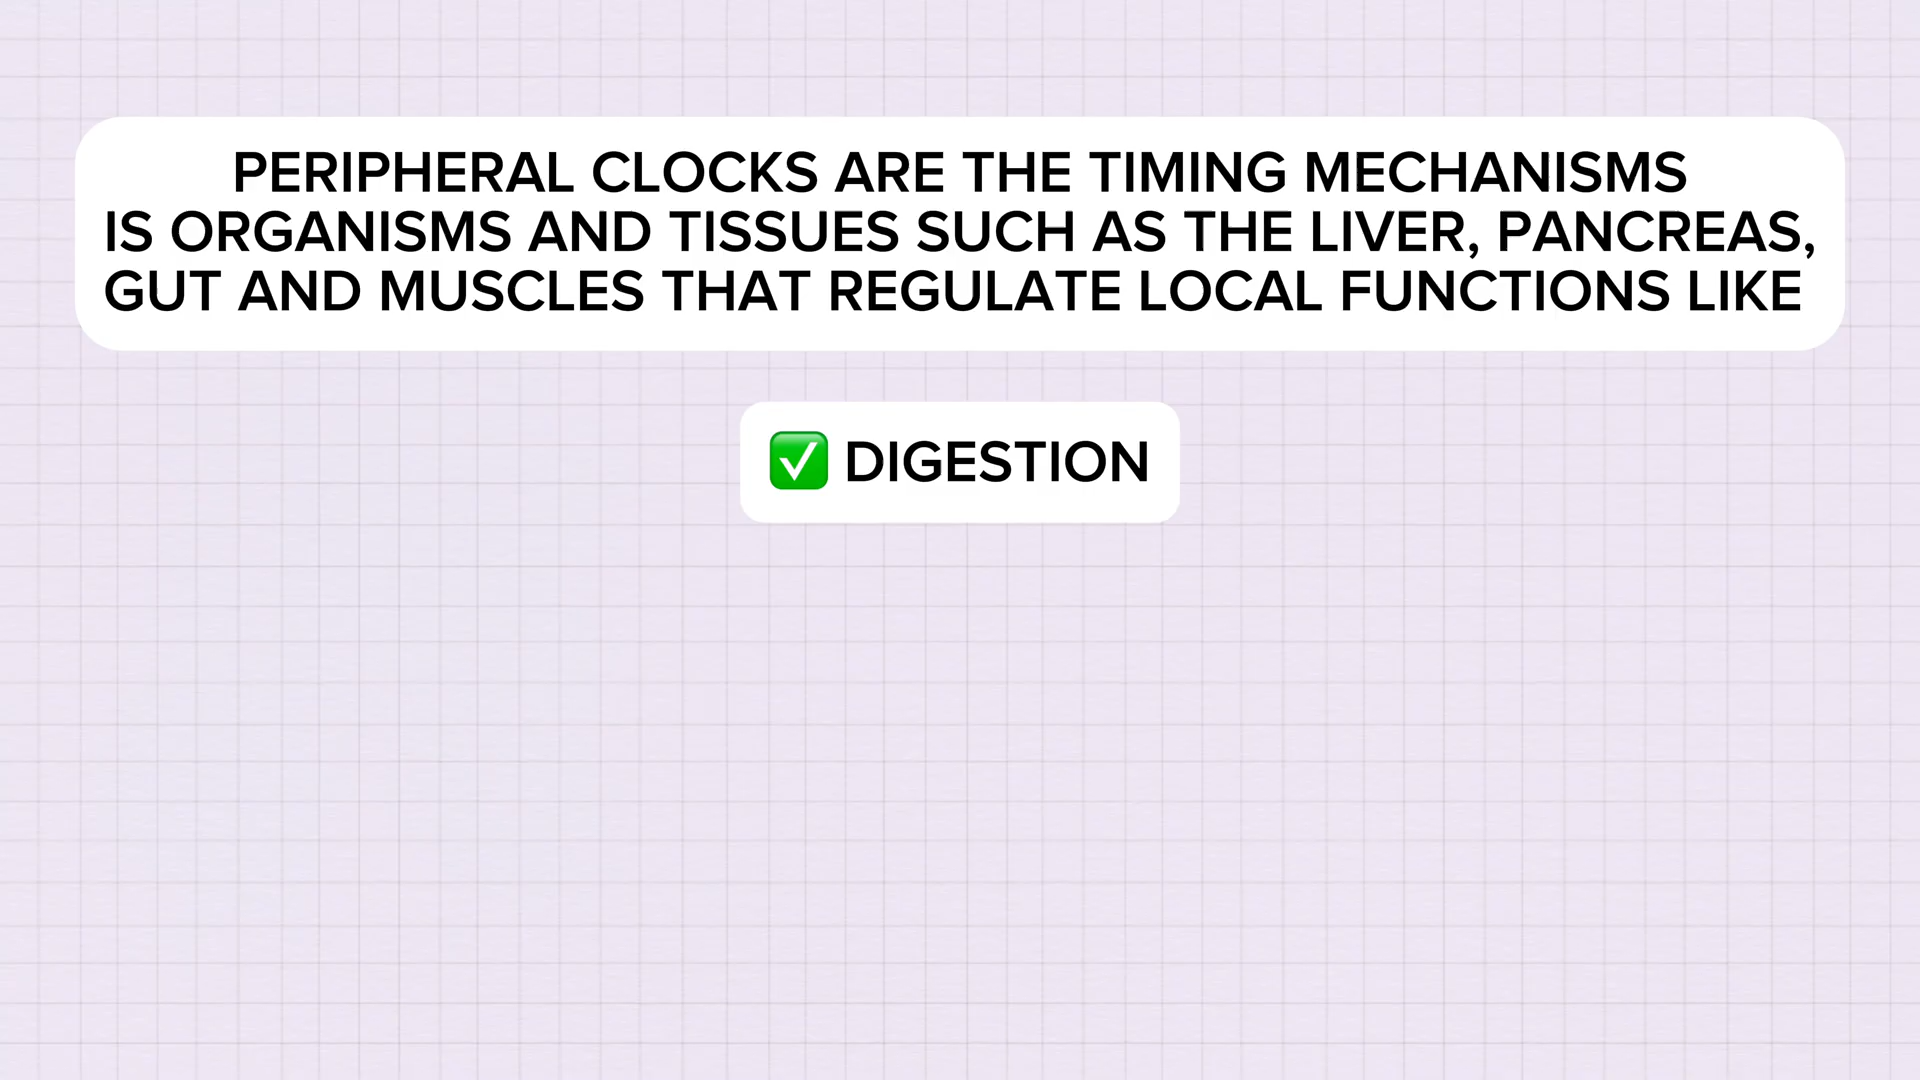 PERIPHERAL CLOCKS ARE THE TIMING MECHANISMS
IS ORGANISMS AND TISSUES SUCH AS THE LIVER, PANCREAS,
GUT AND MUSCLES THAT REGULATE LOCAL FUNCTIONS LIKE
✅ DIGESTION